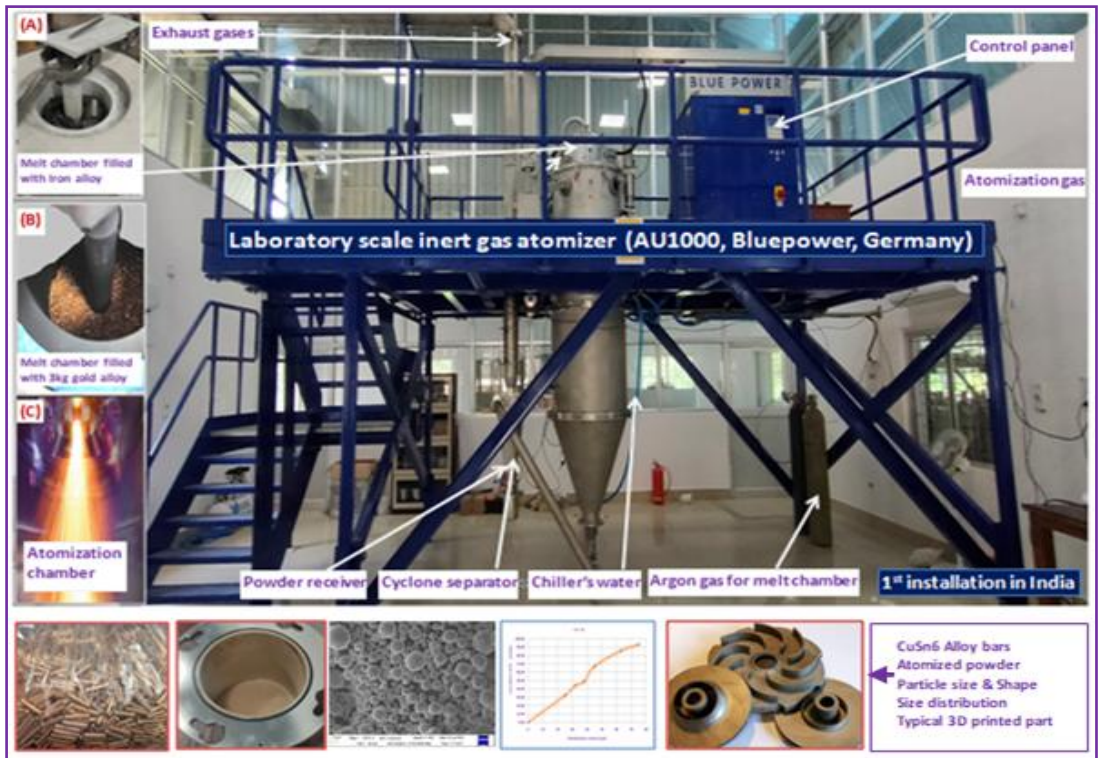 (A)
Exhaust gases
Control panel
BLUE POWER
Melt chamber filled
with Iron alloy
Atomization gas
(B)
Laboratory scale inert gas atomizer (AU1000, Bluepower, Germany)
Melt chamber filled
with 3kg gold alloy
(C)
Atomization
chamber
Powder receiver
Cyclone separator
Chiller's water
Argon gas for melt chamber
1st installation in India
CuSn6 Alloy bars
Atomized powder
Particle size & Shape
Size distribution
Typical 3D printed part